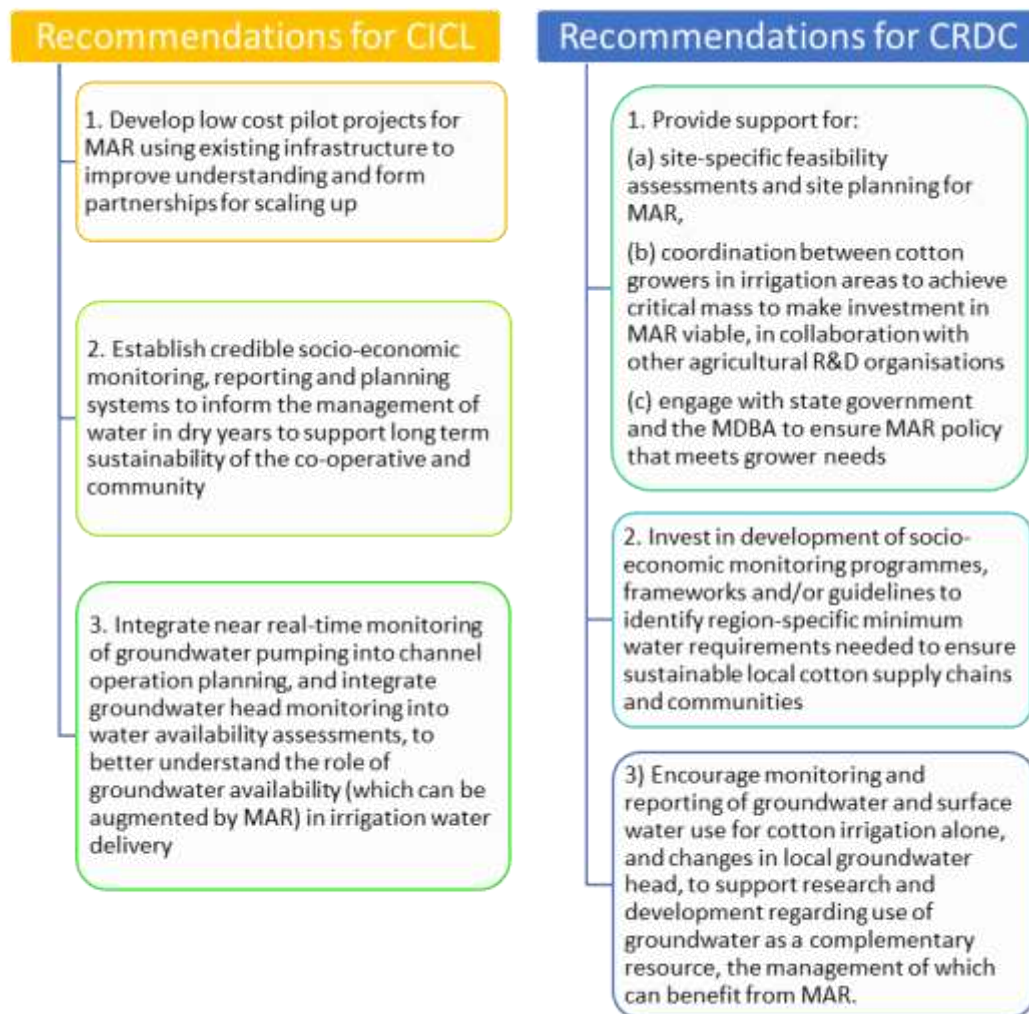 Recommendations for CICL
1. Develop low cost pilot projects for
MAR using existing infrastructure to
improve understanding and form
partnerships for scaling up
2. Establish credible socio-economic
monitoring, reporting and planning
systems to inform the management of
water in dry years to support long term
sustainability of the co-operative and
community
3. Integrate near real-time monitoring
of groundwater pumping into channel
operation planning, and integrate
groundwater head monitoring into
water availability assessments, to
better understand the role of
groundwater availability (which can be
augmented by MAR) in irrigation water
delivery
Recommendations for CRDC
1. Provide support for:
(a) site-specific feasibility
assessments and site planning for
MAR,
(b) coordination between cotton
growers in irrigation areas to achieve
critical mass to make investment in
MAR viable, in collaboration with
other agricultural R&D organisations
(c) engage with state government
and the MDBA to ensure MAR policy
that meets grower needs
2. Invest in development of socio-
economic monitoring programmes,
frameworks and/or guidelines to
identify region-specific minimum
water requirements needed to ensure
sustainable local cotton supply chains
and communities
3) Encourage monitoring and
reporting of groundwater and surface
water use for cotton irrigation alone,
and changes in local groundwater
head, to support research and
development regarding use of
groundwater as a complementary
resource, the management of which
can benefit from MAR.